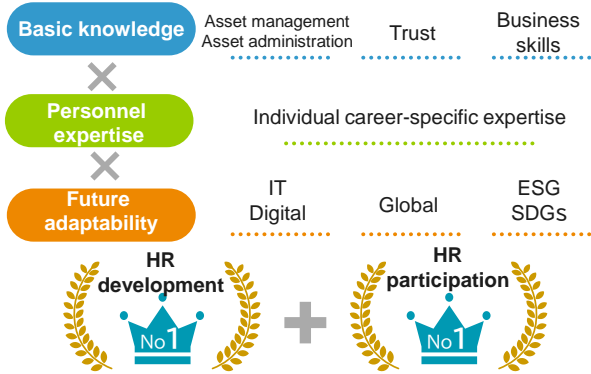 Basic knowledge
Asset management
Asset administration
Trust
Business
skills
Personnel
expertise
Individual career-specific expertise
Future
adaptability
IT
Digital
Global
ESG
SDGs
HR
development
No1
HR
participation
No1